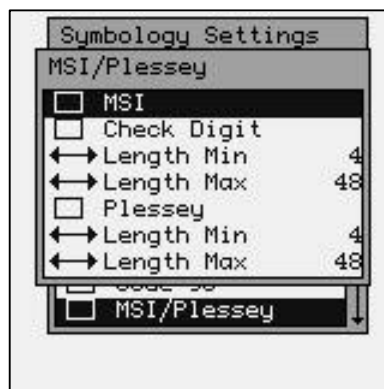 Symbology Settings
MSI/Plessey
MSI
Check Digit
Length Min 4
Length Max 48
Plessey
Length Min 4
Length Max 48
MSI/Plessey